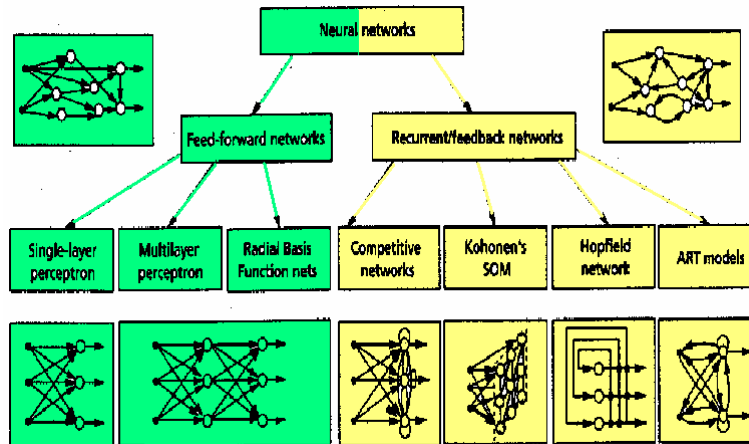 Neural networks
Feed-forward networks
Recurrent/feedback networks
Single-layer
perceptron
Multilayer
perceptron
Radial Basis
Function nets
Competitive
networks
Kohonen's
SOM
Hopfield
network
ART models